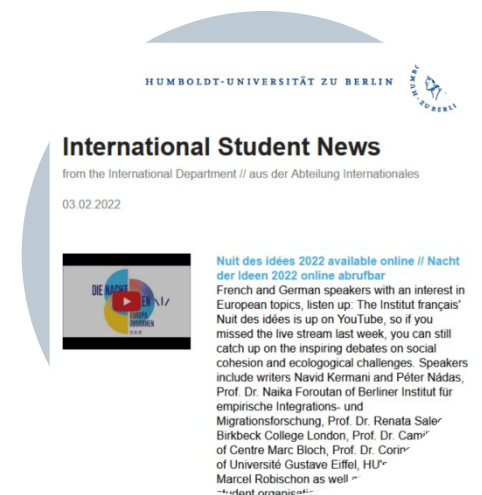 HUMBOLDT-UNIVERSITÄT ZU BERLIN
International Student News
from the International Department // aus der Abteilung Internationales
03.02.2022
DIE NACHT
EN
EUROPA
ZUSAMMEN
Nuit des idées 2022 available online // Nacht
der Ideen 2022 online abrufbar
French and German speakers with an interest in
European topics, listen up: The Institut français'
Nuit des idées is up on YouTube, so if you
missed the live stream last week, you can still
catch up on the inspiring debates on social
cohesion and ecologogical challenges. Speakers
include writers Navid Kermani and Péter Nádas,
Prof. Dr. Naika Foroutan of Berliner Institut für
empirische Integrations- und
Migrationsforschung, Prof. Dr. Renata
Birkbeck College London, Prof. Dr.
of Centre Marc Bloch, Prof. Dr.
of Université Gustave Eiffel, HU's
Marcel Robischon as well
student